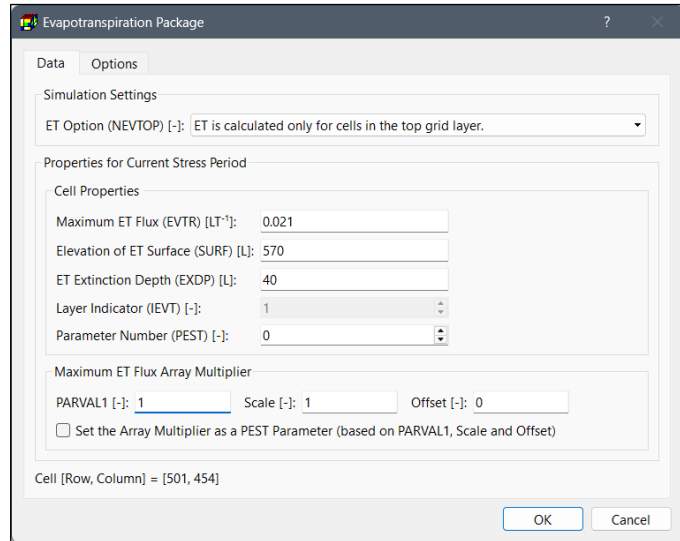 Evapotranspiration Package ?
Data Options
Simulation Settings
ET Option (NEVTOP) [-]: ET is calculated only for cells in the top grid layer.
Properties for Current Stress Period
Cell Properties
Maximum ET Flux (EVTR) [LT⁻¹]: 0.021
Elevation of ET Surface (SURF) [L]: 570
ET Extinction Depth (EXDP) [L]: 40
Layer Indicator (IEVT) [-]: 1
Parameter Number (PEST) [-]: 0
Maximum ET Flux Array Multiplier
PARVAL1 [-]: 1 Scale [-]: 1 Offset [-]: 0
Set the Array Multiplier as a PEST Parameter (based on PARVAL1, Scale and Offset)
Cell [Row, Column] = [501, 454]
OK Cancel